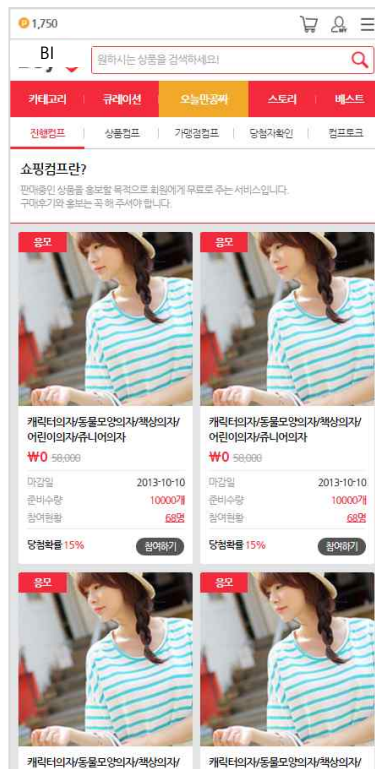 1,750
BI
원하시는 상품을 검색하세요!
카테고리 큐레이션 오늘만공짜 스토리 베스트
진행컴프 상품컴프 가맹점컴프 당첨자확인 컴프토크
쇼핑컴프란?
판매중인 상품을 홍보할 목적으로 회원에게 무료로 주는 서비스입니다.
구매후기와 홍보는 꼭 해 주셔야 합니다.
응모 응모
캐릭터의자/동물모양의자/책상의자/ 캐릭터의자/동물모양의자/책상의자/
어린이의자/쥬니어의자 어린이의자/쥬니어의자
₩0 58,000 ₩0 58,000
마감일 2013-10-10 마감일 2013-10-10
준비수량 10000개 준비수량 10000개
참여현황 68명 참여현황 68명
당첨확률 15% 참여하기 당첨확률 15% 참여하기
응모 응모
캐릭터의자/동물모양의자/책상의자/ 캐릭터의자/동물모양의자/책상의자/